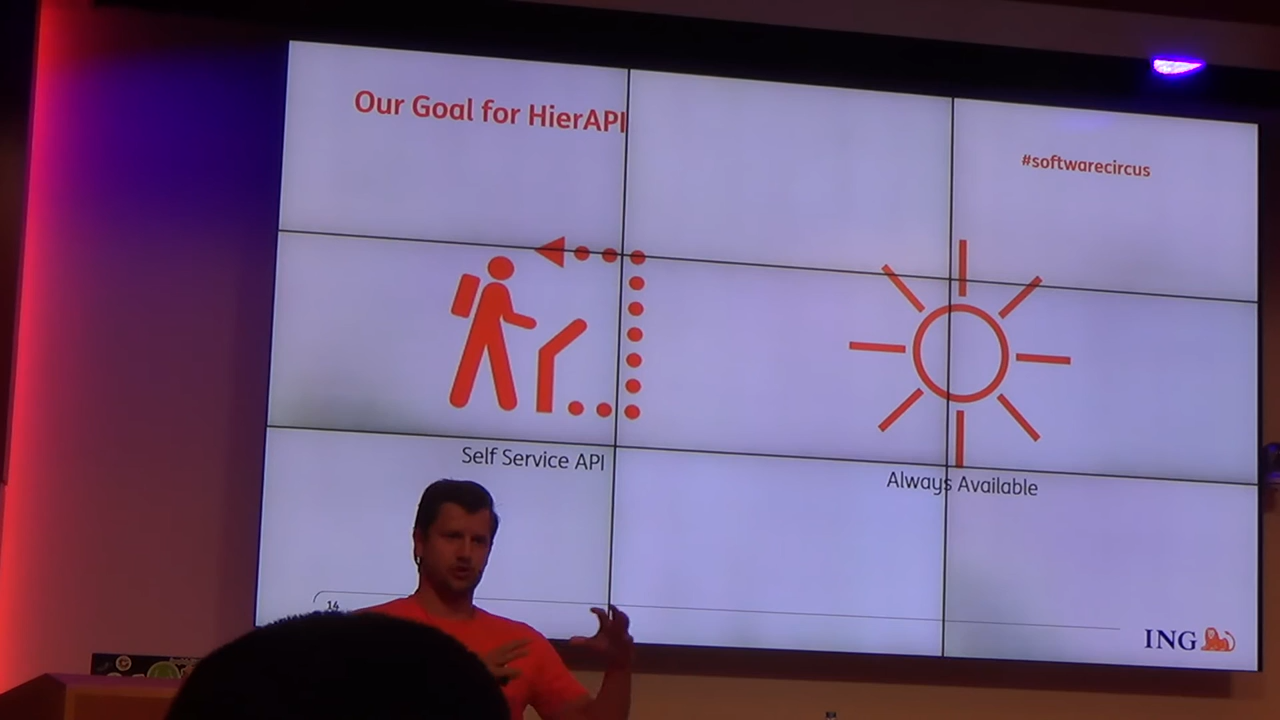 Our Goal for HierAPI
#softwarecircus
Self Service API
Always Available
14
ING